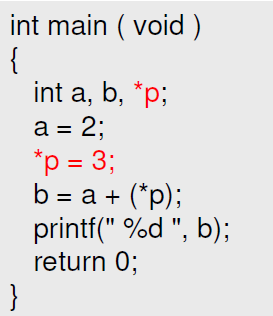 int main ( void )
{
int a, b, *p;
a = 2;
*p = 3;
b = a + (*p);
printf(" %d ", b);
return 0;
}